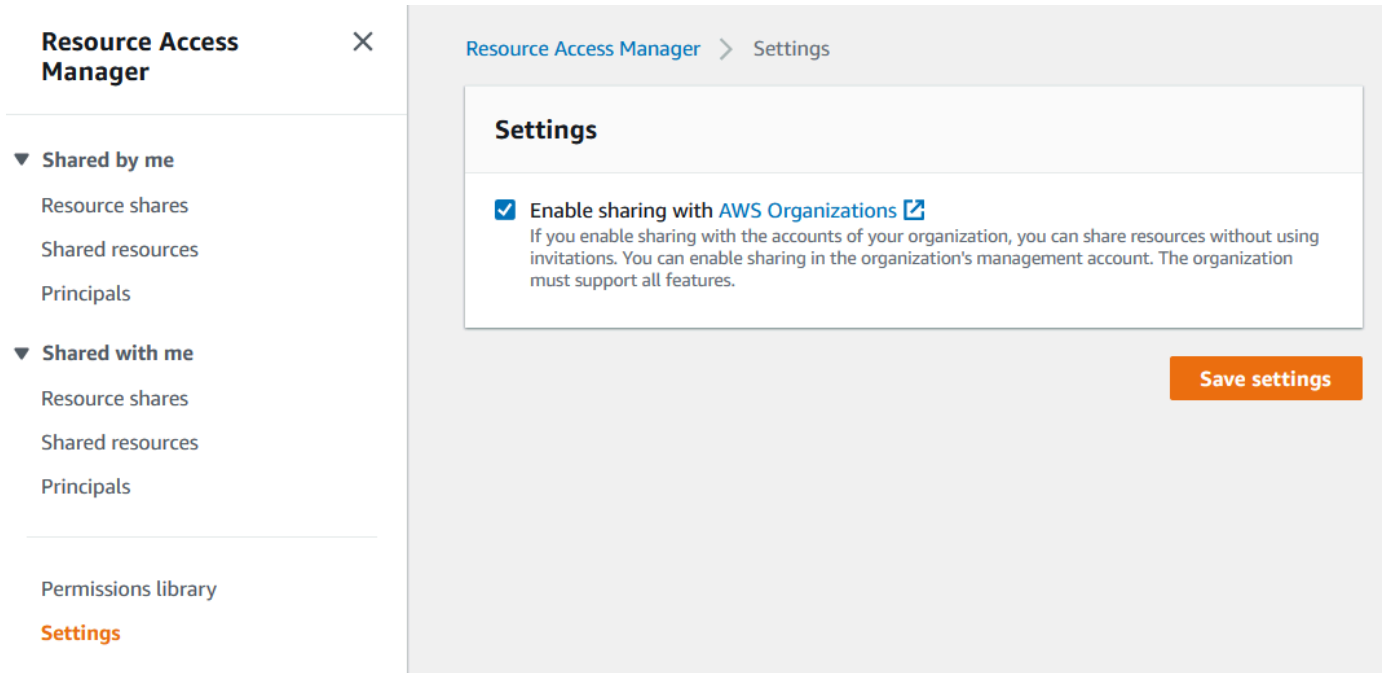 Resource Access
Manager
Shared by me
Resource shares
Shared resources
Principals
Shared with me
Resource shares
Shared resources
Principals
Permissions library
Settings
Resource Access Manager > Settings
Settings
Enable sharing with AWS Organizations
If you enable sharing with the accounts of your organization, you can share resources without using
invitations. You can enable sharing in the organization's management account. The organization
must support all features.
Save settings